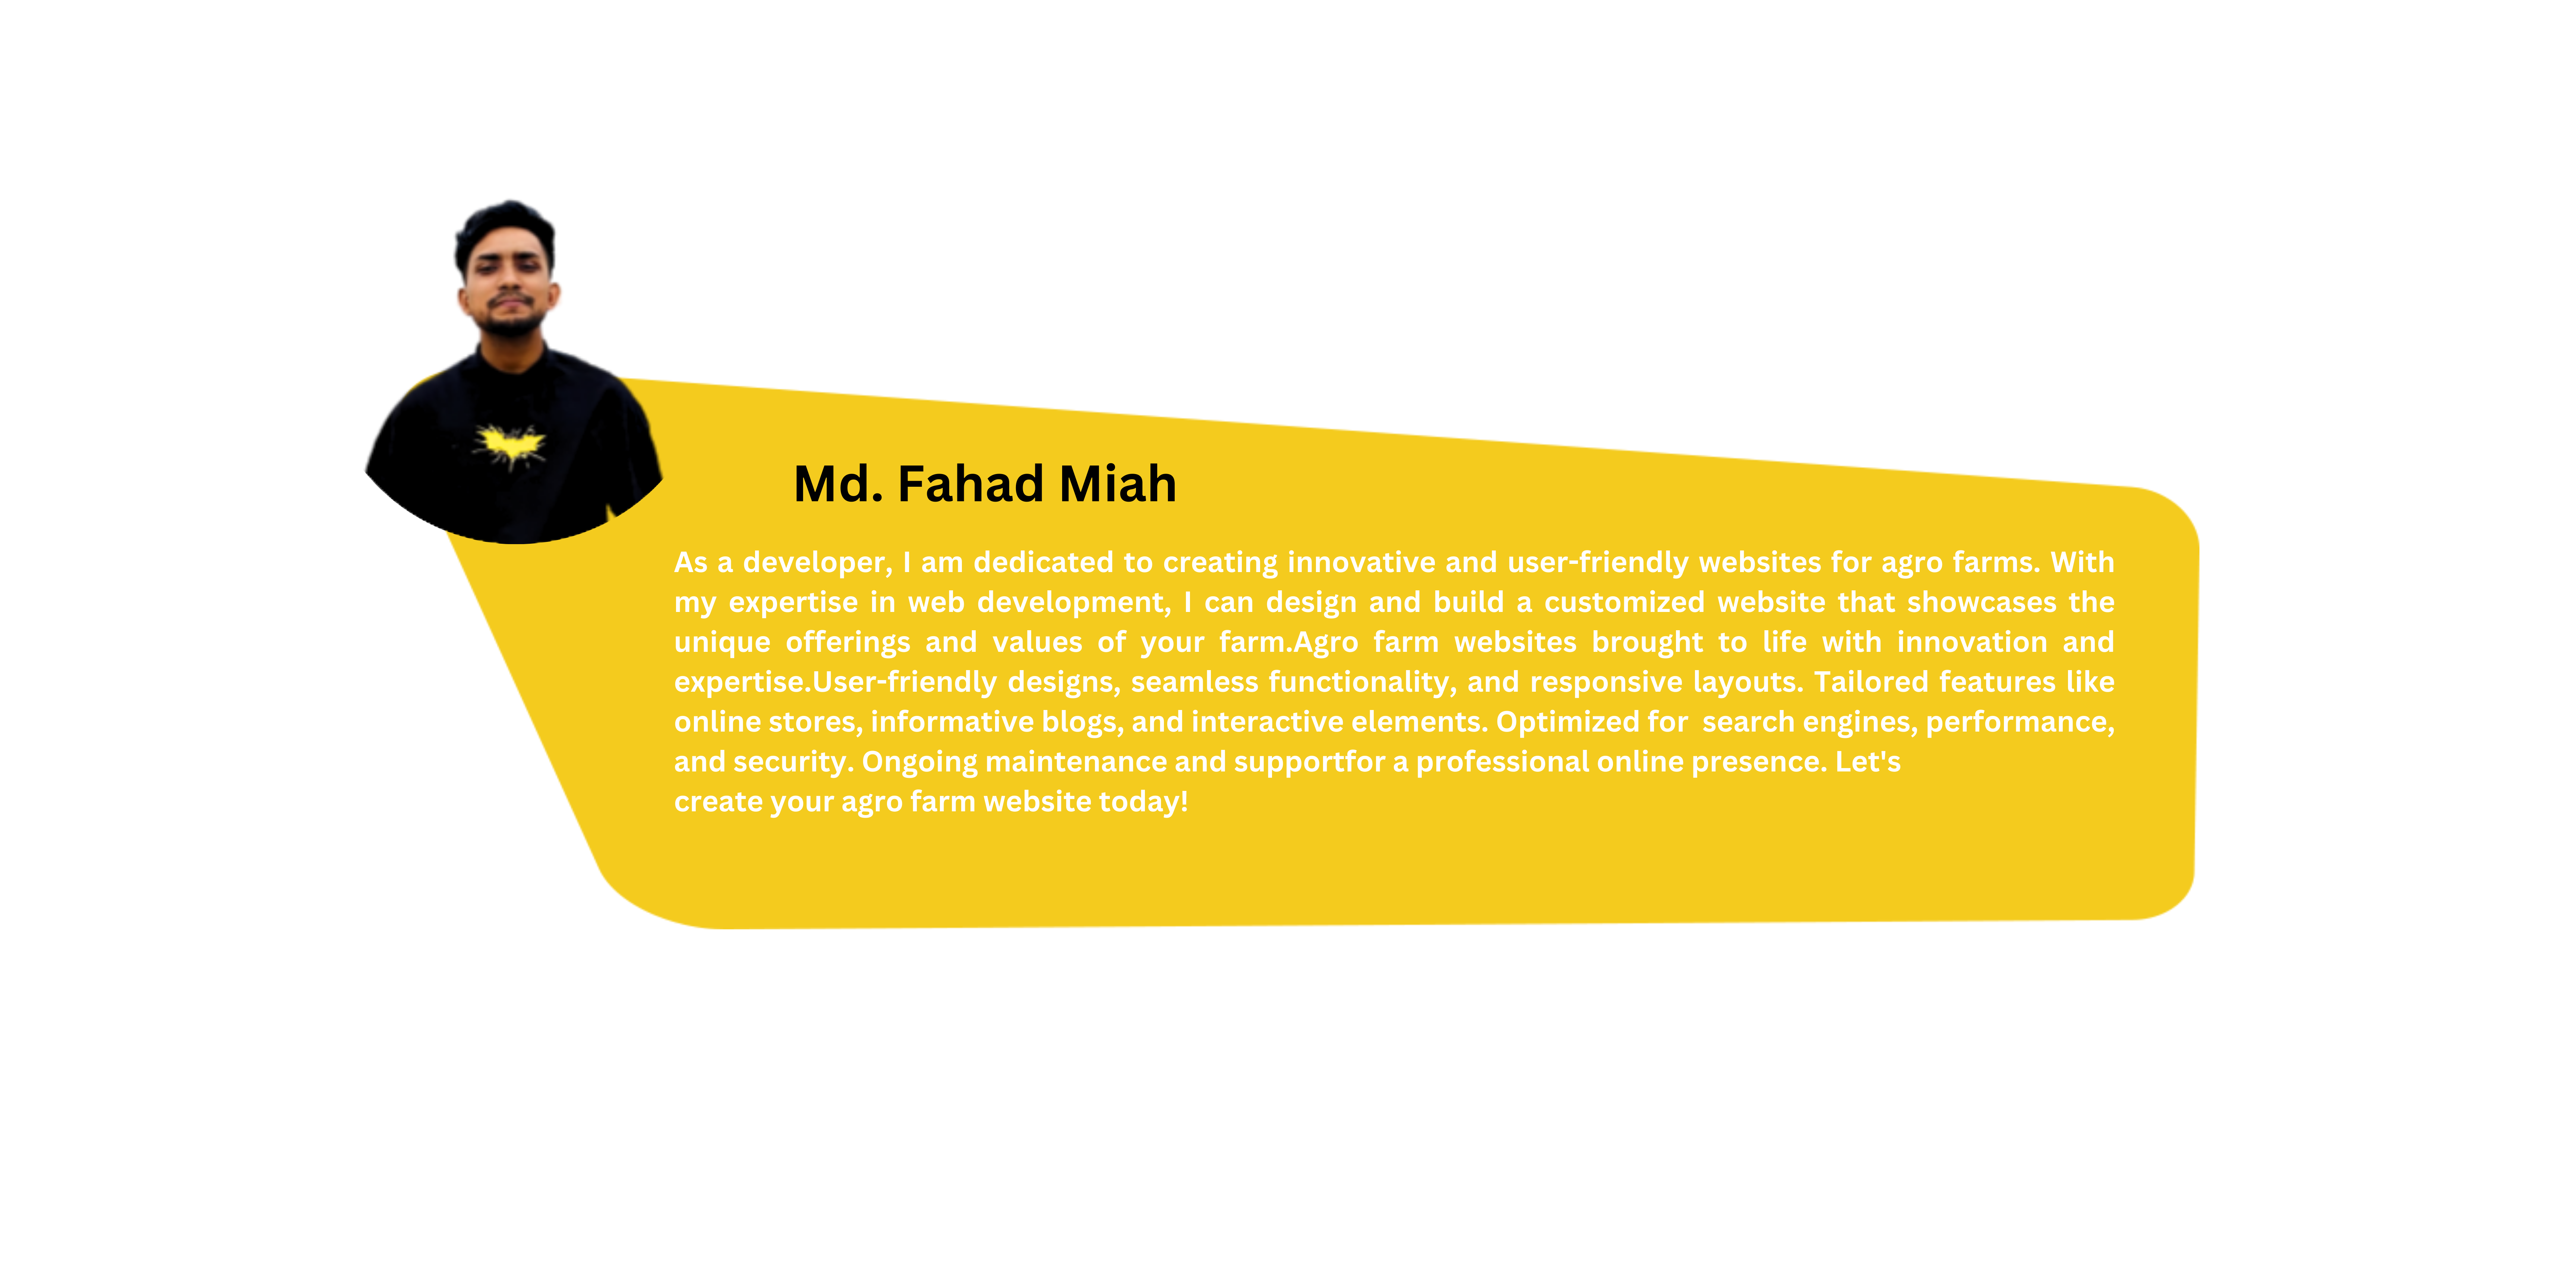 Md. Fahad Miah
As a developer, I am dedicated to creating innovative and user-friendly websites for agro farms. With
my expertise in web development, I can design and build a customized website that showcases the
unique offerings and values of your farm.Agro farm websites brought to life with innovation and
expertise.User-friendly designs, seamless functionality, and responsive layouts. Tailored features like
online stores, informative blogs, and interactive elements. Optimized for  search engines, performance,
and security. Ongoing maintenance and supportfor a professional online presence. Let's
create your agro farm website today!